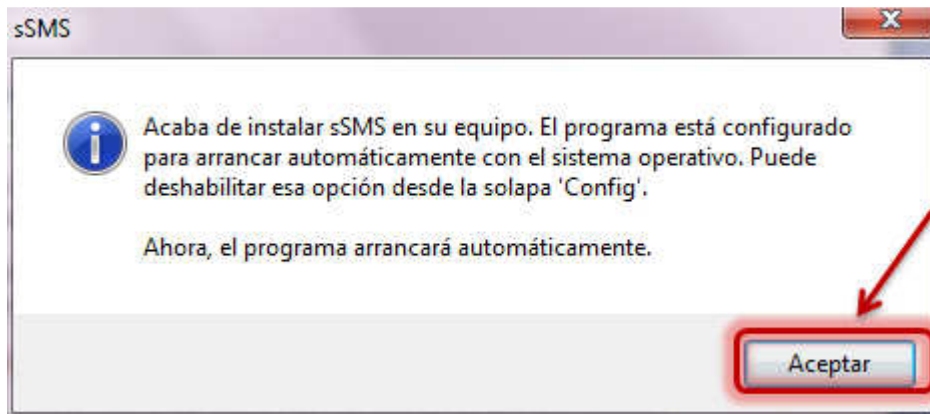 sSMS
Acaba de instalar sSMS en su equipo. El programa está configurado
para arrancar automáticamente con el sistema operativo. Puede
deshabilitar esa opción desde la solapa 'Config'.
Ahora, el programa arrancará automáticamente.
Aceptar